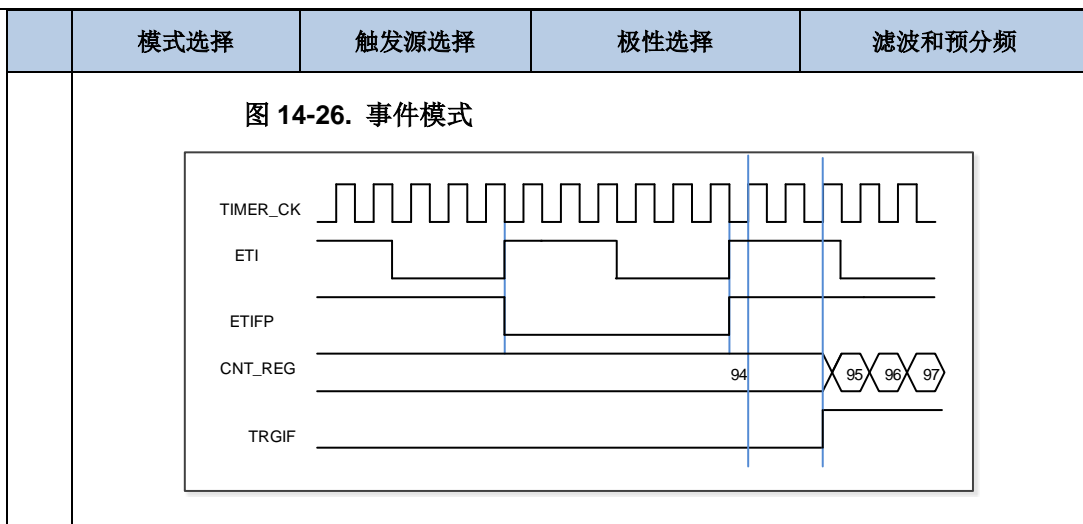 模式选择 触发源选择 极性选择 滤波和预分频
图 14-26. 事件模式
TIMER_CK
ETI
ETIFP
CNT_REG 94 95 96 97
TRGIF